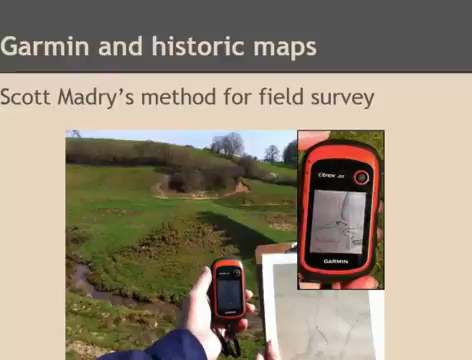 Garmin and historic maps
Scott Madry's method for field survey
etrex 20
GARMIN